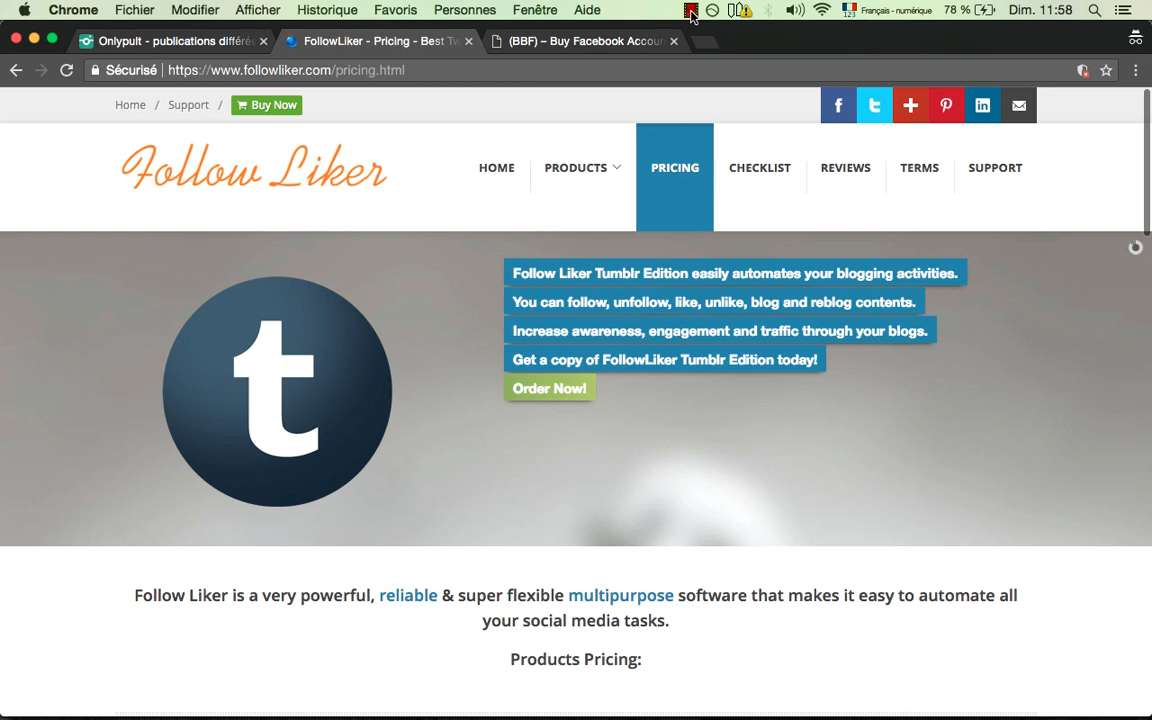 Chrome Fichier Modifier Afficher Historique Favoris Personnes Fenêtre Aide 123 Français - numérique 78 % Dim. 11:58
Onlypult - publications différé
FollowLiker - Pricing - Best Tw
(BBF) – Buy Facebook Accoun
Sécurisé https://www.followliker.com/pricing.html
Home / Support / Buy Now
Follow Liker
HOME PRODUCTS PRICING CHECKLIST REVIEWS TERMS SUPPORT
t
Follow Liker Tumblr Edition easily automates your blogging activities.
You can follow, unfollow, like, unlike, blog and reblog contents.
Increase awareness, engagement and traffic through your blogs.
Get a copy of FollowLiker Tumblr Edition today!
Order Now!
Follow Liker is a very powerful, reliable & super flexible multipurpose software that makes it easy to automate all
your social media tasks.
Products Pricing: